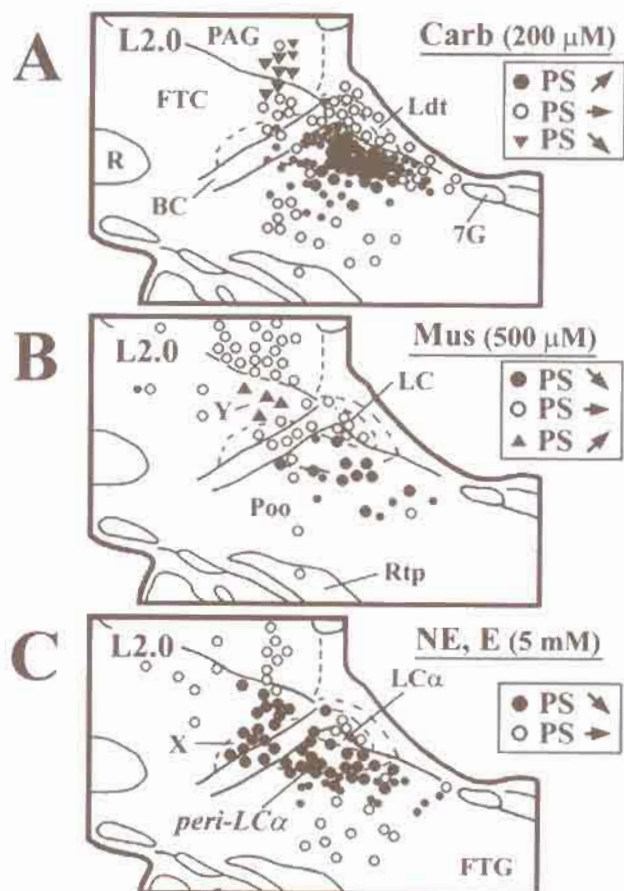 A
L2.0
PAG
Carb (200 µM)
FTC
Ldt
PS
PS
PS
R
BC
7G
B
L2.0
Mus (500 µM)
LC
PS
PS
PS
Y
Poo
Rtp
C
L2.0
NE, E (5 mM)
LCα
PS
PS
X
peri-LCα
FTG